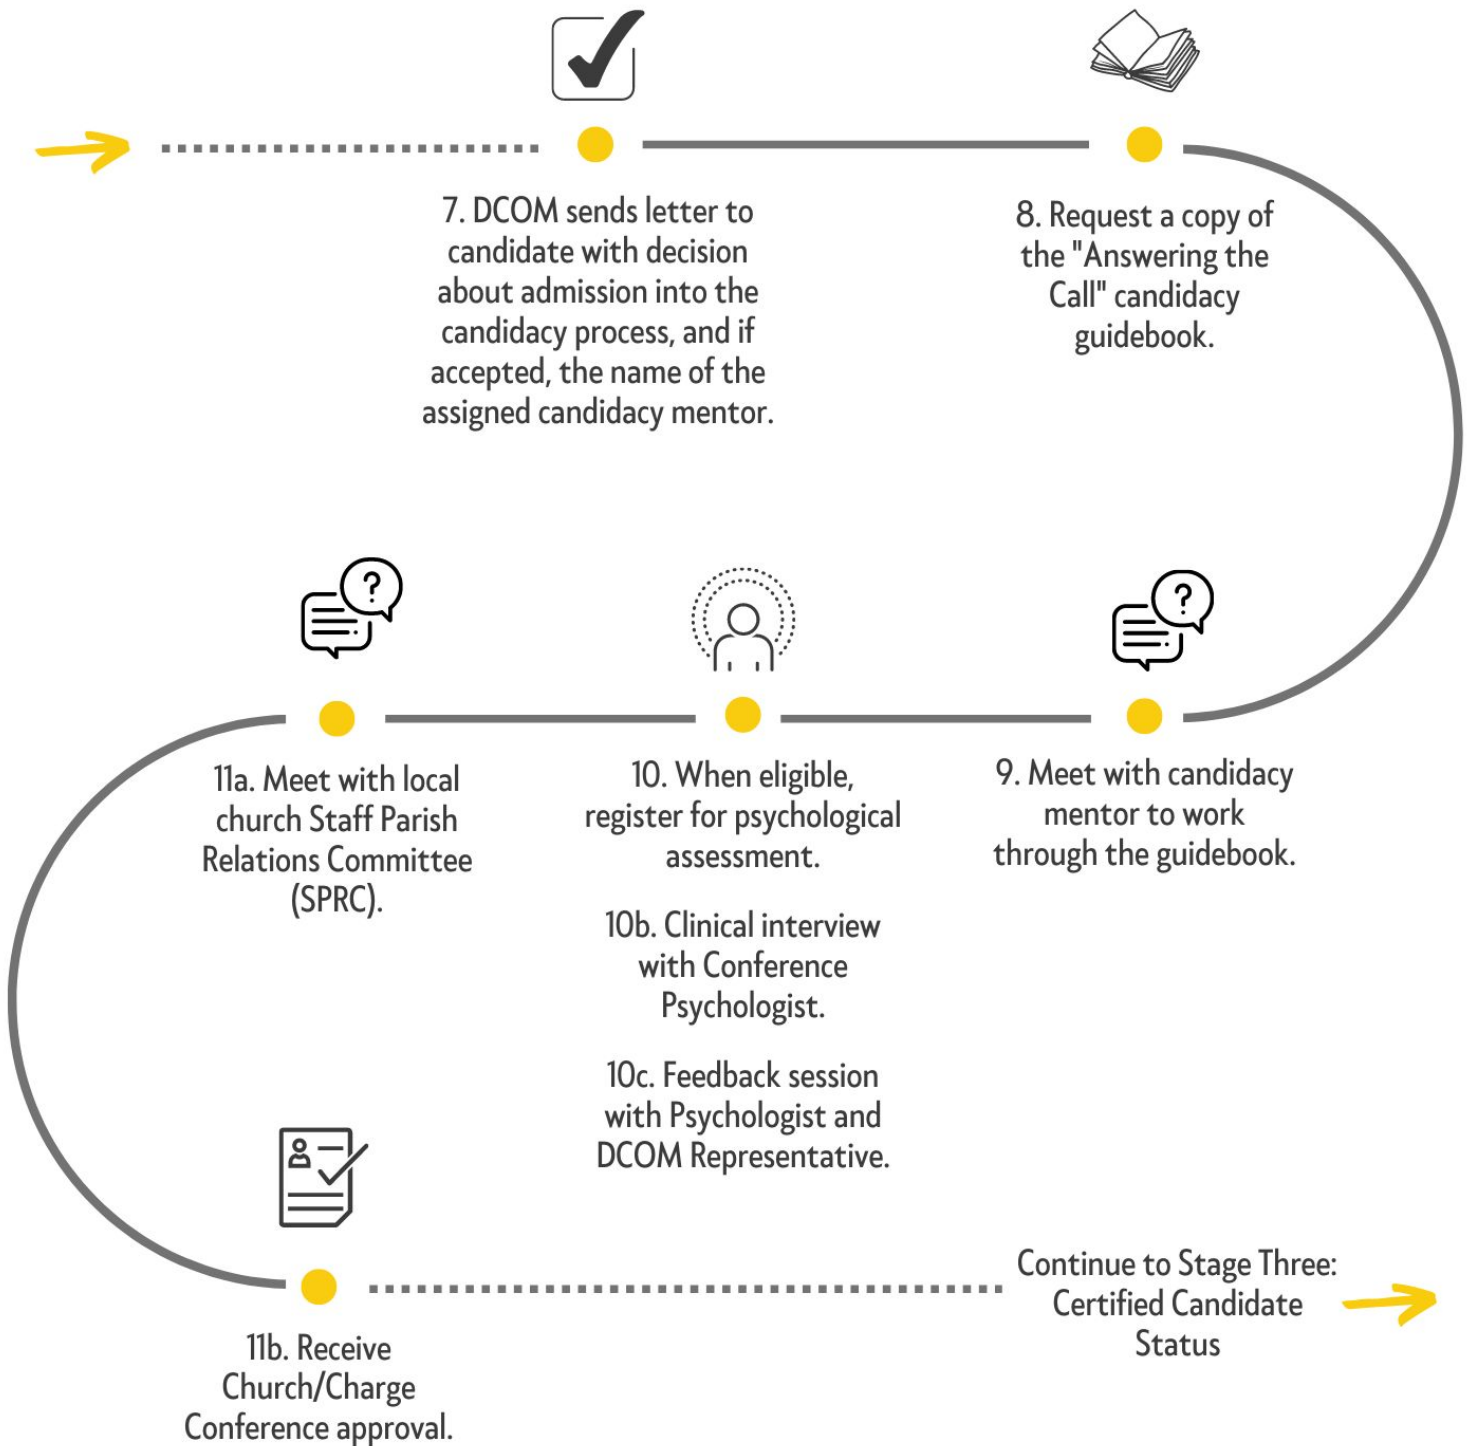 7. DCOM sends letter to
candidate with decision
about admission into the
candidacy process, and if
accepted, the name of the
assigned candidacy mentor.
8. Request a copy of
the "Answering the
Call" candidacy
guidebook.
9. Meet with candidacy
mentor to work
through the guidebook.
10. When eligible,
register for psychological
assessment.
10b. Clinical interview
with Conference
Psychologist.
10c. Feedback session
with Psychologist and
DCOM Representative.
11a. Meet with local
church Staff Parish
Relations Committee
(SPRC).
11b. Receive
Church/Charge
Conference approval.
Continue to Stage Three:
Certified Candidate
Status